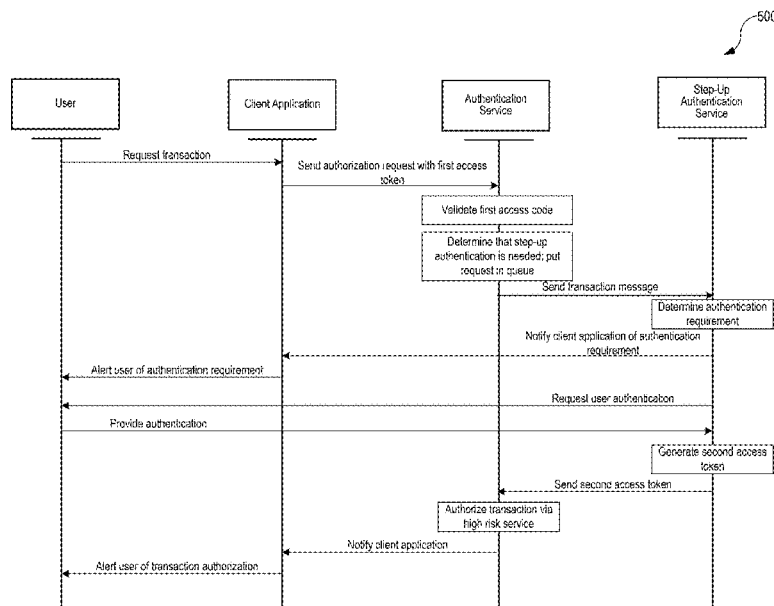 500
User
Client Application
Authentication
Service
Step-Up
Authentication
Service
Request transaction
Send authorization request with first access
token
Validate first access code
Determine that step-up
authentication is needed; put
request in queue
Send transaction message
Determine authentication
requirement
Notify client application of authentication
requirement
Alert user of authentication requirement
Request user authentication
Provide authentication
Generate second access
token
Send second access token
Authorize transaction via
high risk service
Notify client application
Alert user of transaction authorization